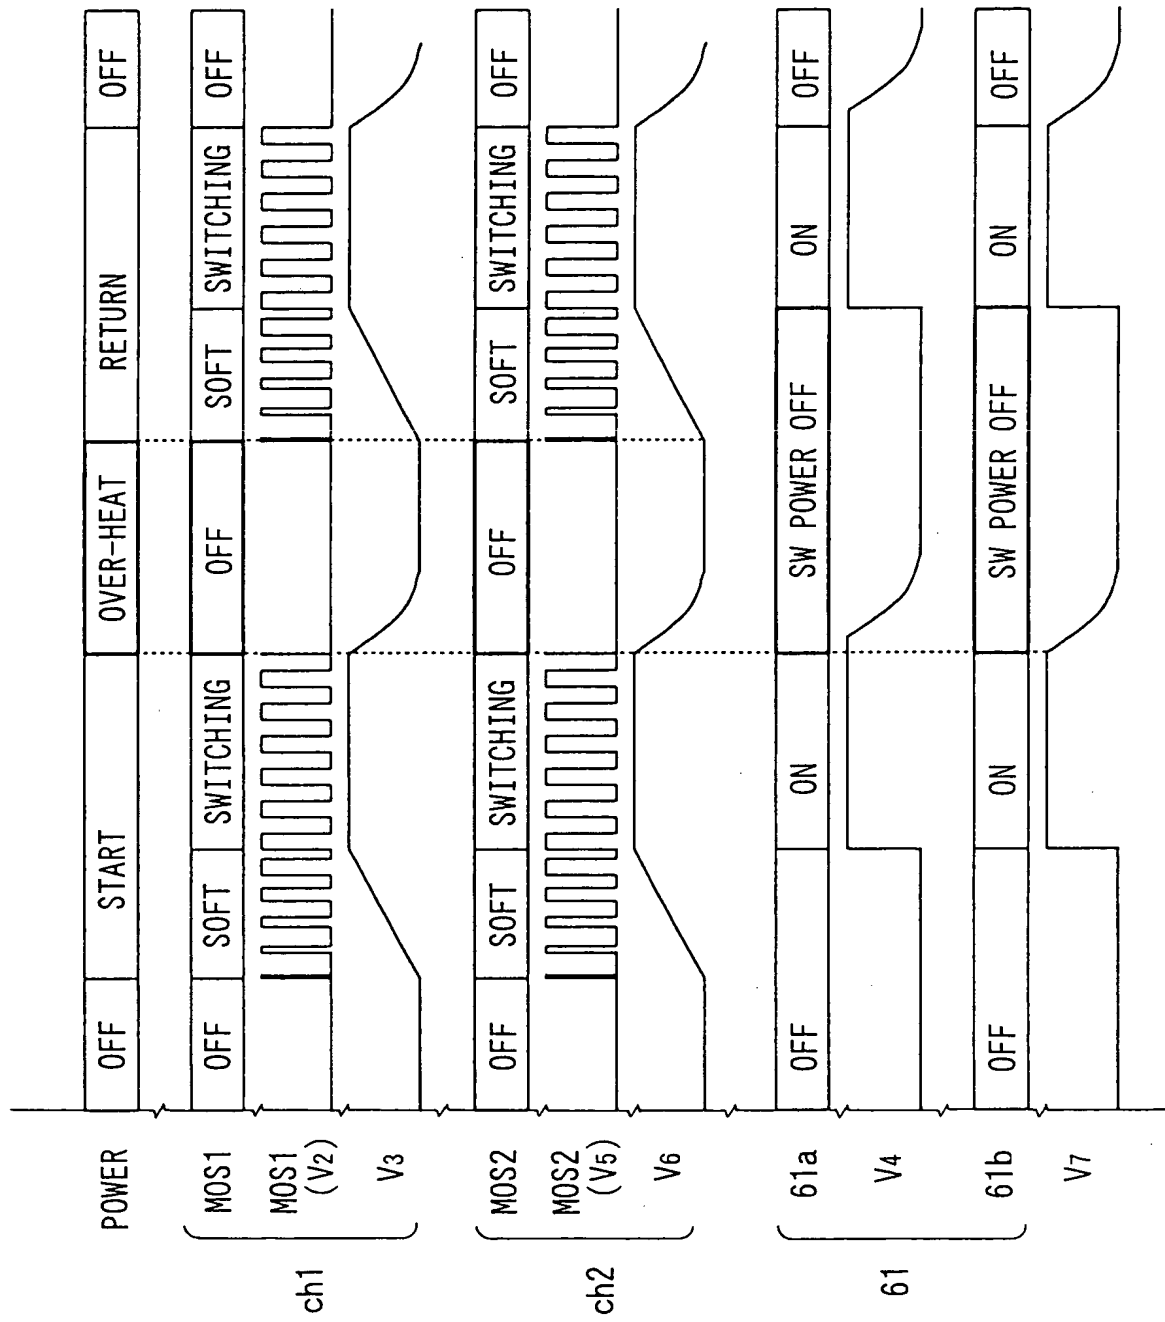 POWER OFF START OVER-HEAT RETURN OFF
ch1
MOS1 OFF SOFT SWITCHING OFF SOFT SWITCHING OFF
MOS1 (V2)
V3
ch2
MOS2 OFF SOFT SWITCHING OFF SOFT SWITCHING OFF
MOS2 (V5)
V6
61
61a OFF ON SW POWER OFF ON OFF
V4
61b OFF ON SW POWER OFF ON OFF
V7